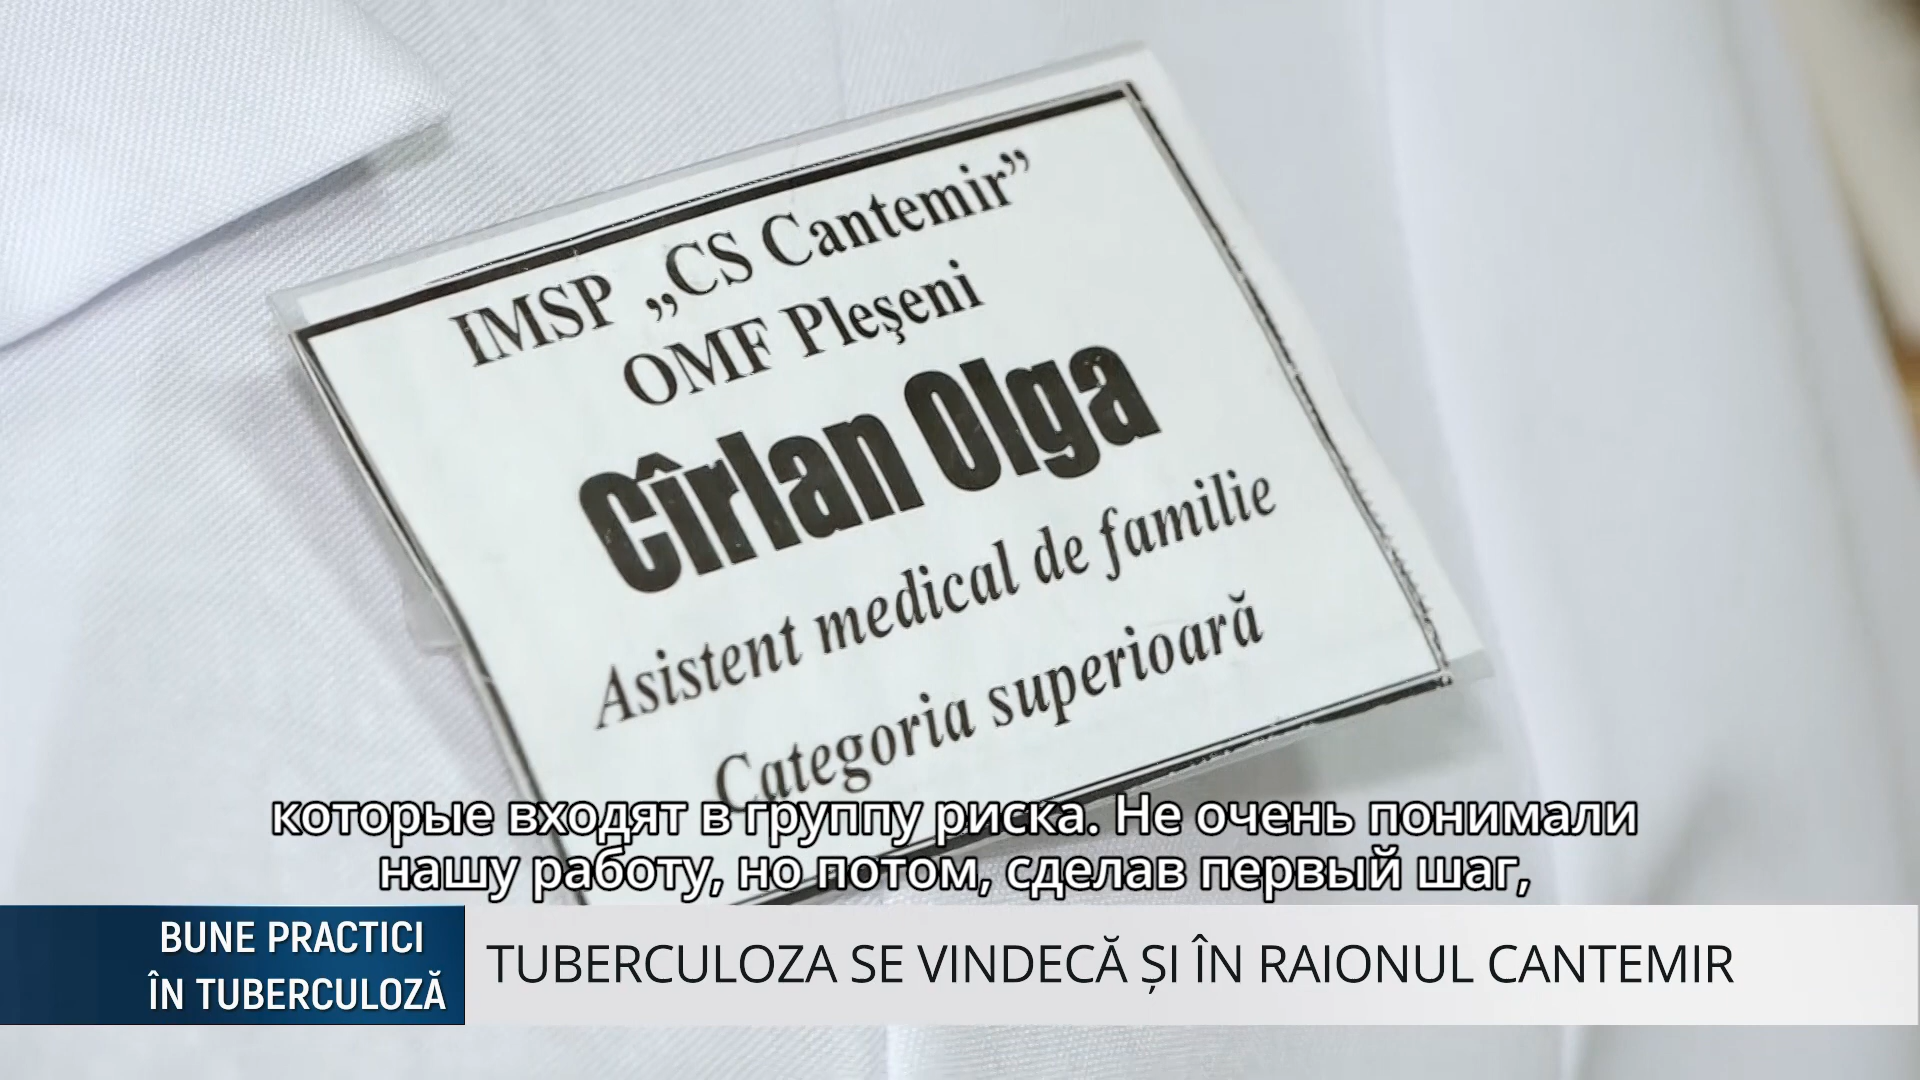 IMSP „CS Cantemir”
OMF Pleşeni
Cîrlan Olga
Asistent medical de familie
Categoria superioară
которые входят в группу риска. Не очень понимали
нашу работу, но потом, сделав первый шаг,
BUNE PRACTICI
ÎN TUBERCULOZĂ
TUBERCULOZA SE VINDECĂ ȘI ÎN RAIONUL CANTEMIR